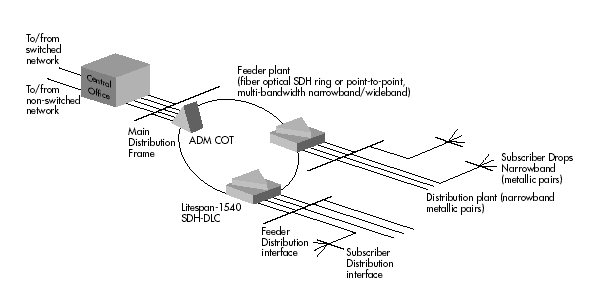 To/from
switched
network
Central
Office
To/from
non-switched
network
Feeder plant
(fiber optical SDH ring or point-to-point,
multi-bandwidth narrowband/wideband)
Main
Distribution
Frame
ADM COT
Subscriber Drops
Narrowband
(metallic pairs)
Distribution plant (narrowband
metallic pairs)
Litespan-1540
SDH-DLC
Feeder
Distribution
interface
Subscriber
Distribution
interface